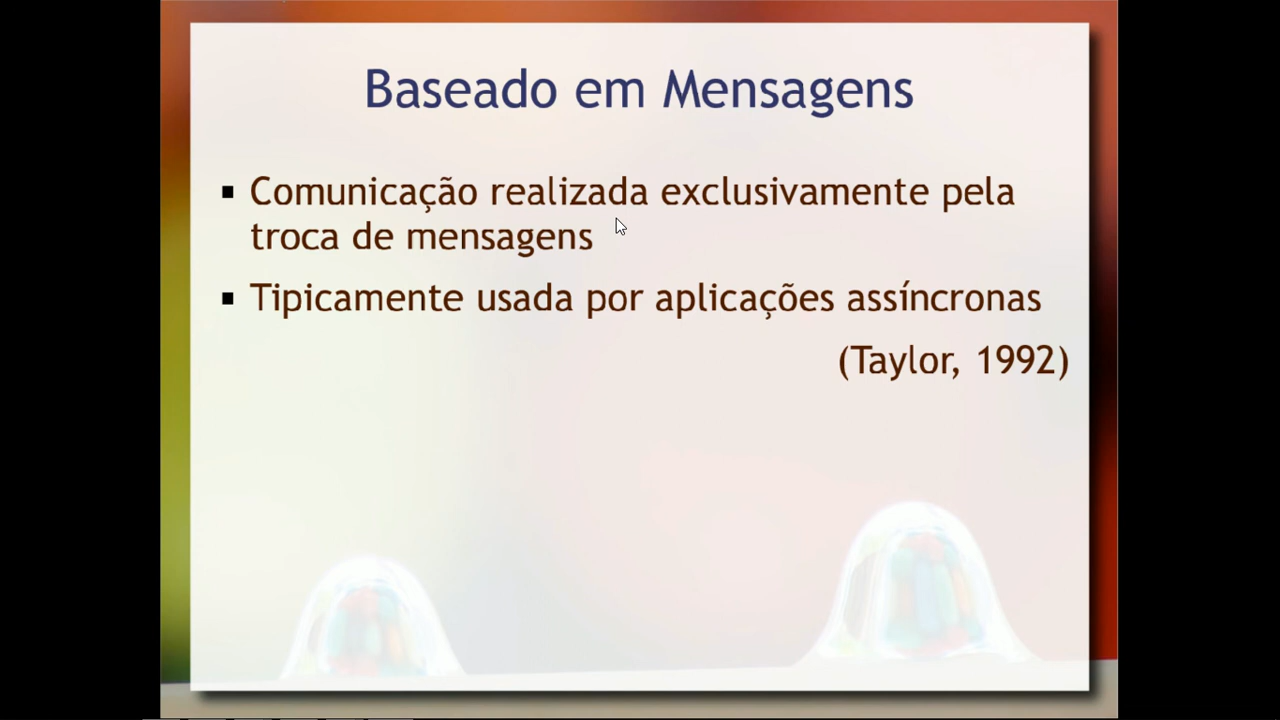 Baseado em Mensagens
▪ Comunicação realizada exclusivamente pela
troca de mensagens
▪ Tipicamente usada por aplicações assíncronas
(Taylor, 1992)